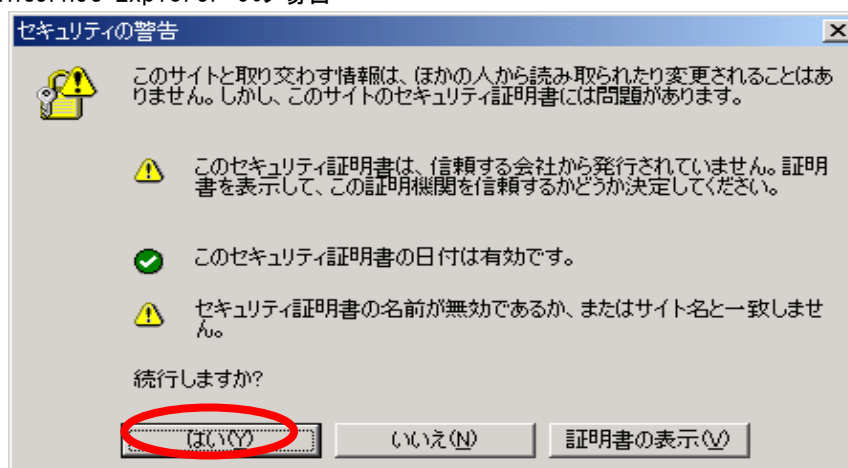 セキュリティの警告
このサイトと取り交わす情報は、ほかの人から読み取られたり変更されることはあ
りません。しかし、このサイトのセキュリティ証明書には問題があります。
このセキュリティ証明書は、信頼する会社から発行されていません。証明
書を表示して、この証明機関を信頼するかどうか決定してください。
このセキュリティ証明書の日付は有効です。
セキュリティ証明書の名前が無効であるか、またはサイト名と一致しませ
ん。
続行しますか?
はい(Y)
いいえ(N)
証明書の表示(V)